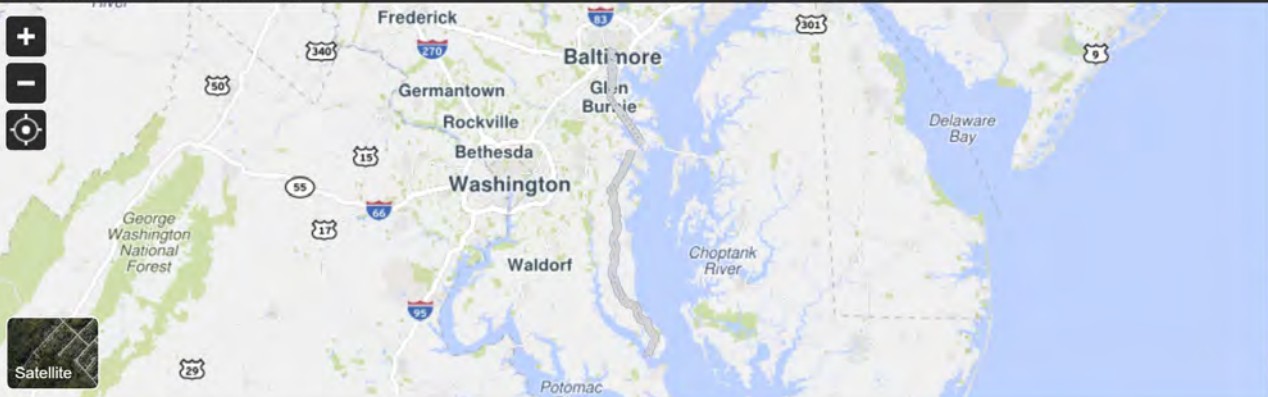 River
Frederick
83
301
+
340
270
Baltimore
9
50
Germantown
Glen
Burnie
Delaware
Bay
Rockville
15
Bethesda
55
Washington
66
George
Washington
National
Forest
17
Choptank
River
Waldorf
95
Satellite
29
Potomac